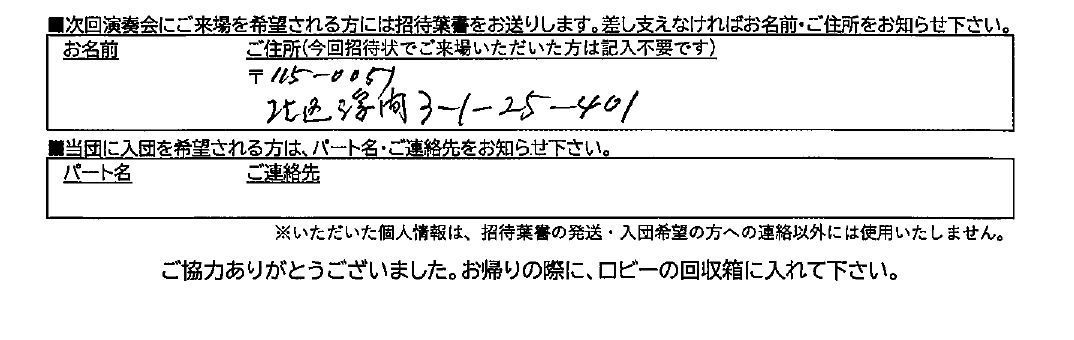 ■次回演奏会にご来場を希望される方には招待葉書をお送りします。差し支えなければお名前・ご住所をお知らせ下さい。
お名前 ご住所(今回招待状でご来場いただいた方は記入不要です)
〒115-0051
北区浮間3-1-25-401
■当団に入団を希望される方は、パート名・ご連絡先をお知らせ下さい。
パート名 ご連絡先
※いただいた個人情報は、招待葉書の発送・入団希望の方への連絡以外には使用いたしません。
ご協力ありがとうございました。お帰りの際に、ロビーの回収箱に入れて下さい。